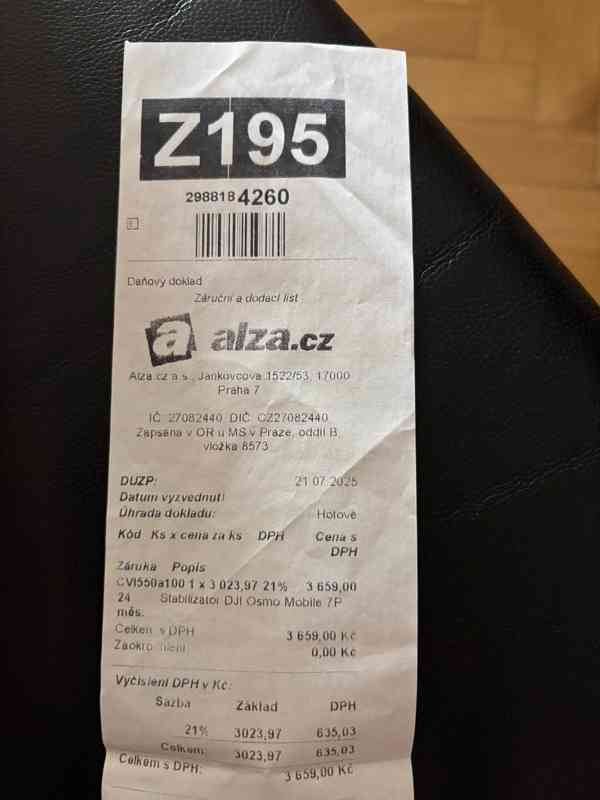 Z195
2988184260
Daňový doklad
Záruční a dodací list
a alza.cz
Alza.cz a.s., Jankovcova 1522/53, 17000
Praha 7
IČ: 27082440, DIČ: CZ27082440
Zapsána v OR u MS v Praze, oddíl B,
vložka 8573
DUZP: 21.07.2025
Datum vyzvednutí
Úhrada dokladu: Hotově
Kód Ks x cena za ks DPH Cena s
DPH
Záruka Popis
CVI550a100 1 x 3 023,97 21% 3 659,00
24 Stabilizátor DJI Osmo Mobile 7P
měs.
Celkem s DPH 3 659,00 Kč
Zaokrouhlení 0,00 Kč
Vyčíslení DPH v Kč:
Sazba Základ DPH
21% 3023,97 635,03
Celkem: 3023,97 635,03
Celkem s DPH: 3 659,00 Kč